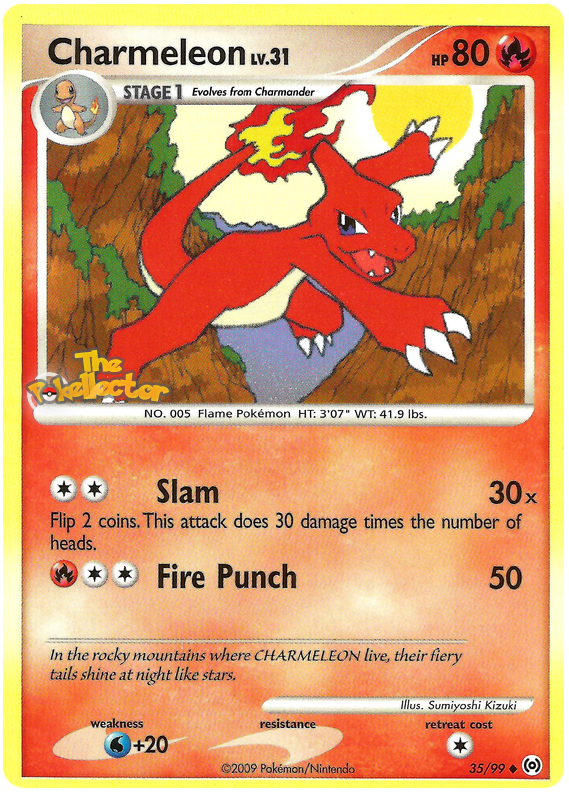 Charmeleon LV.31 HP 80
STAGE 1 Evolves from Charmander
The
Pokellector
NO. 005 Flame Pokémon HT: 3'07" WT: 41.9 lbs.
Slam 30x
Flip 2 coins. This attack does 30 damage times the number of
heads.
Fire Punch 50
In the rocky mountains where CHARMELEON live, their fiery
tails shine at night like stars.
Illus. Sumiyoshi Kizuki
weakness resistance retreat cost
+20
©2009 Pokémon/Nintendo 35/99